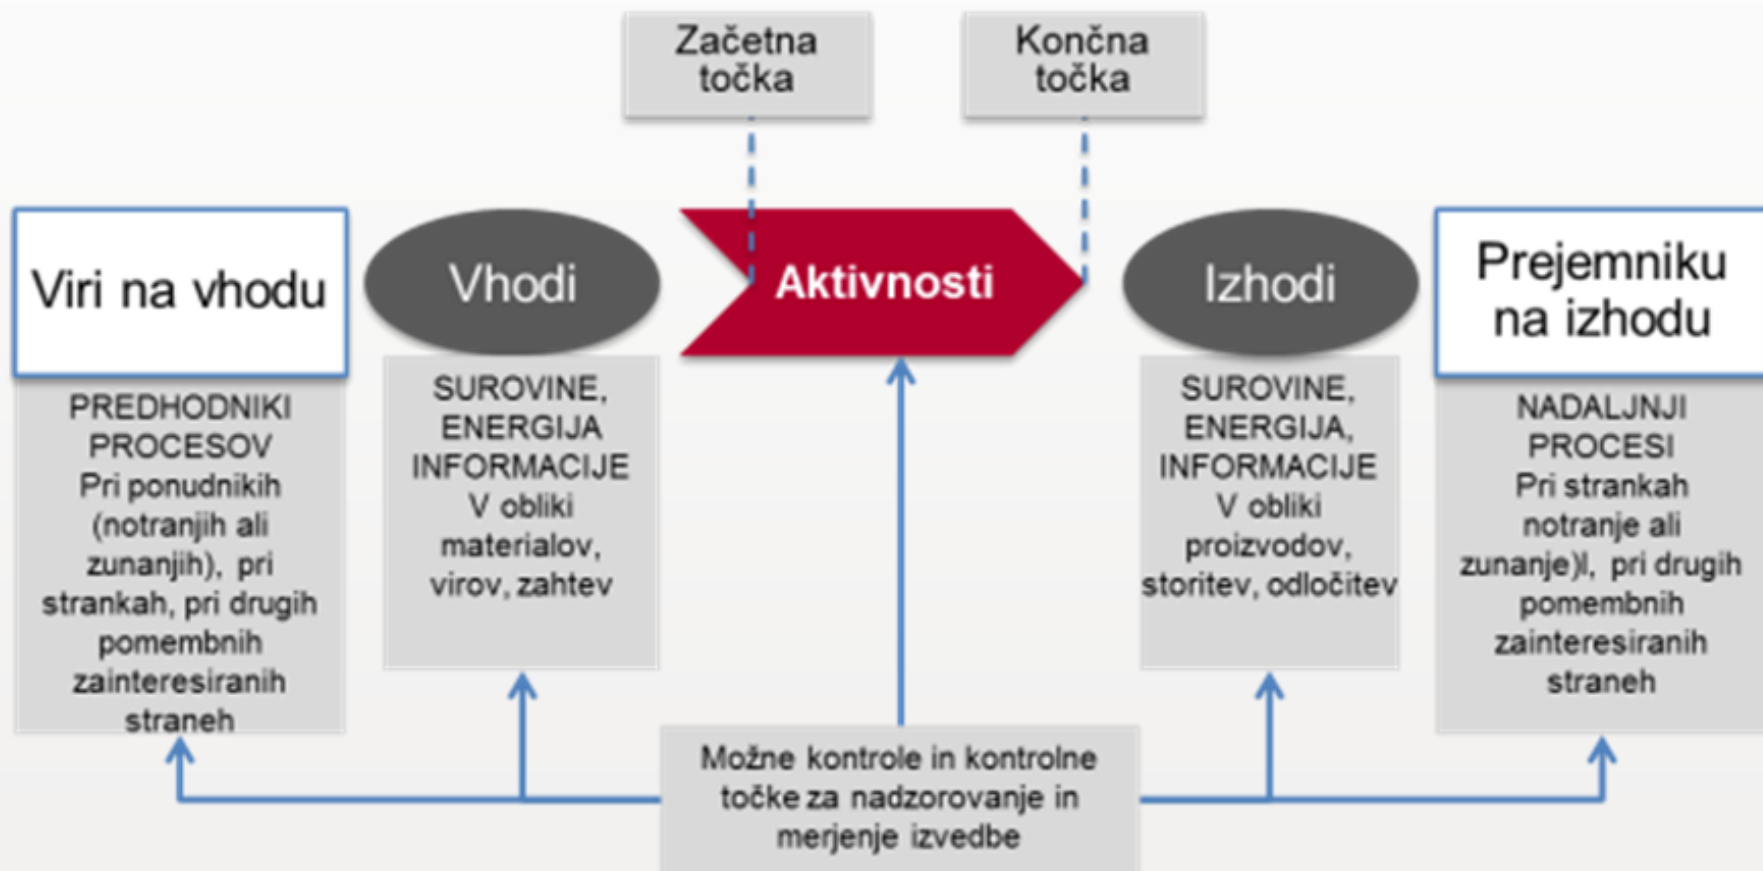 Začetna
točka
Končna
točka
Viri na vhodu
Vhodi
Aktivnosti
Izhodi
Prejemniku
na izhodu
PREDHODNIKI
PROCESOV
Pri ponudnikih
(notranjih ali
zunanjih), pri
strankah, pri drugih
pomembnih
zainteresiranih
straneh
SUROVINE,
ENERGIJA
INFORMACIJE
V obliki
materialov,
virov, zahtev
SUROVINE,
ENERGIJA,
INFORMACIJE
V obliki
proizvodov,
storitev, odločitev
NADALJNJI
PROCESI
Pri strankah
notranje ali
zunanje)l, pri drugih
pomembnih
zainteresiranih
straneh
Možne kontrole in kontrolne
točke za nadzorovanje in
merjenje izvedbe